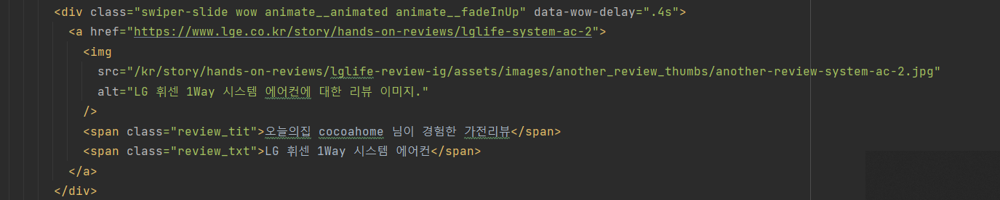 <div class="swiper-slide wow animate__animated animate__fadeInUp" data-wow-delay=".4s">
<a href="https://www.lge.co.kr/story/hands-on-reviews/lglife-system-ac-2">
<img
src="/kr/story/hands-on-reviews/lglife-review-ig/assets/images/another_review_thumbs/another-review-system-ac-2.jpg"
alt="LG 휘센 1Way 시스템 에어컨에 대한 리뷰 이미지."
/>
<span class="review_tit">오늘의집 cocoahome 님이 경험한 가전리뷰</span>
<span class="review_txt">LG 휘센 1Way 시스템 에어컨</span>
</a>
</div>